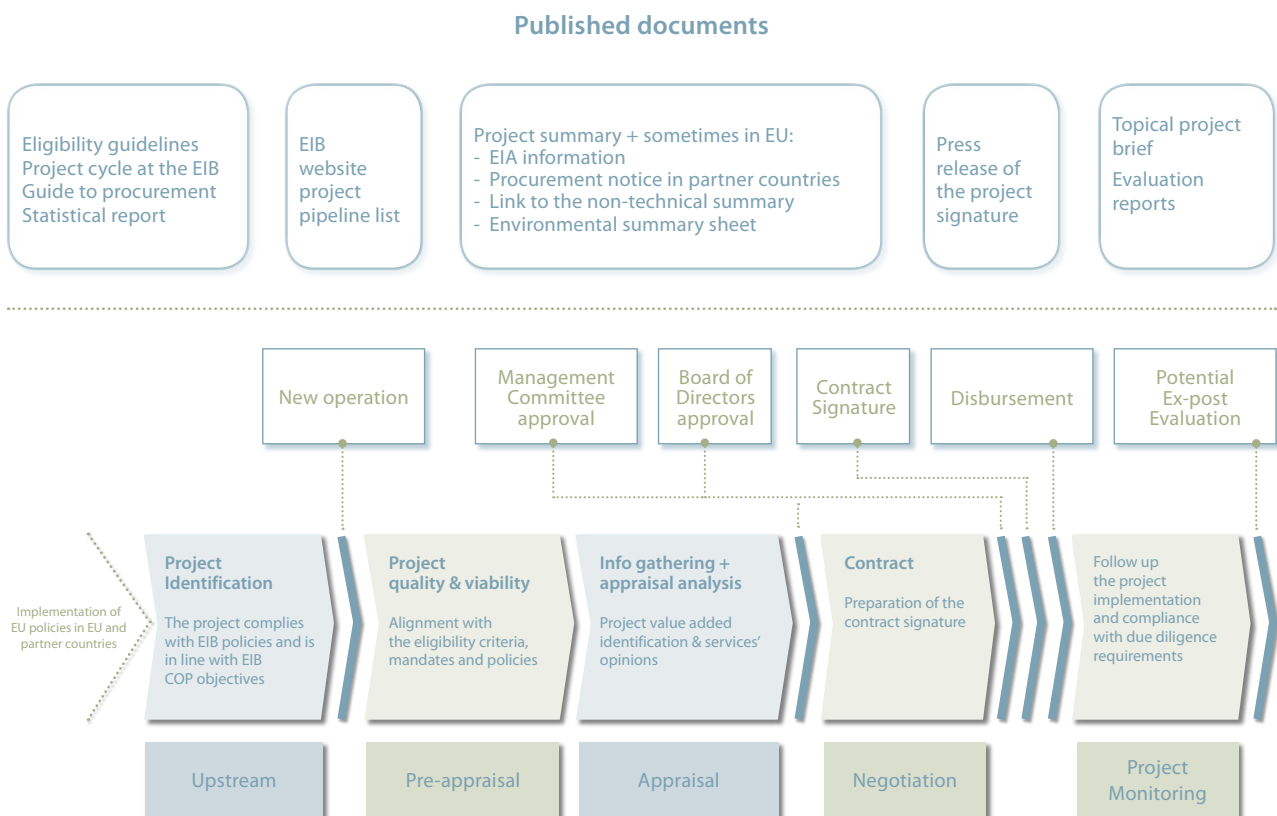 Published documents
Eligibility guidelines
Project cycle at the EIB
Guide to procurement
Statistical report
EIB
website
project
pipeline list
Project summary + sometimes in EU:
- EIA information
- Procurement notice in partner countries
- Link to the non-technical summary
- Environmental summary sheet
Press
release of
the project
signature
Topical project
brief
Evaluation
reports
New operation
Management
Committee
approval
Board of
Directors
approval
Contract
Signature
Disbursement
Potential
Ex-post
Evaluation
Implementation of
EU policies in EU and
partner countries
Project
Identification
The project complies
with EIB policies and is
in line with EIB
COP objectives
Project
quality & viability
Alignment with
the eligibility criteria,
mandates and policies
Info gathering +
appraisal analysis
Project value added
identification & services’
opinions
Contract
Preparation of the
contract signature
Follow up
the project
implementation
and compliance
with due diligence
requirements
Upstream
Pre-appraisal
Appraisal
Negotiation
Project
Monitoring